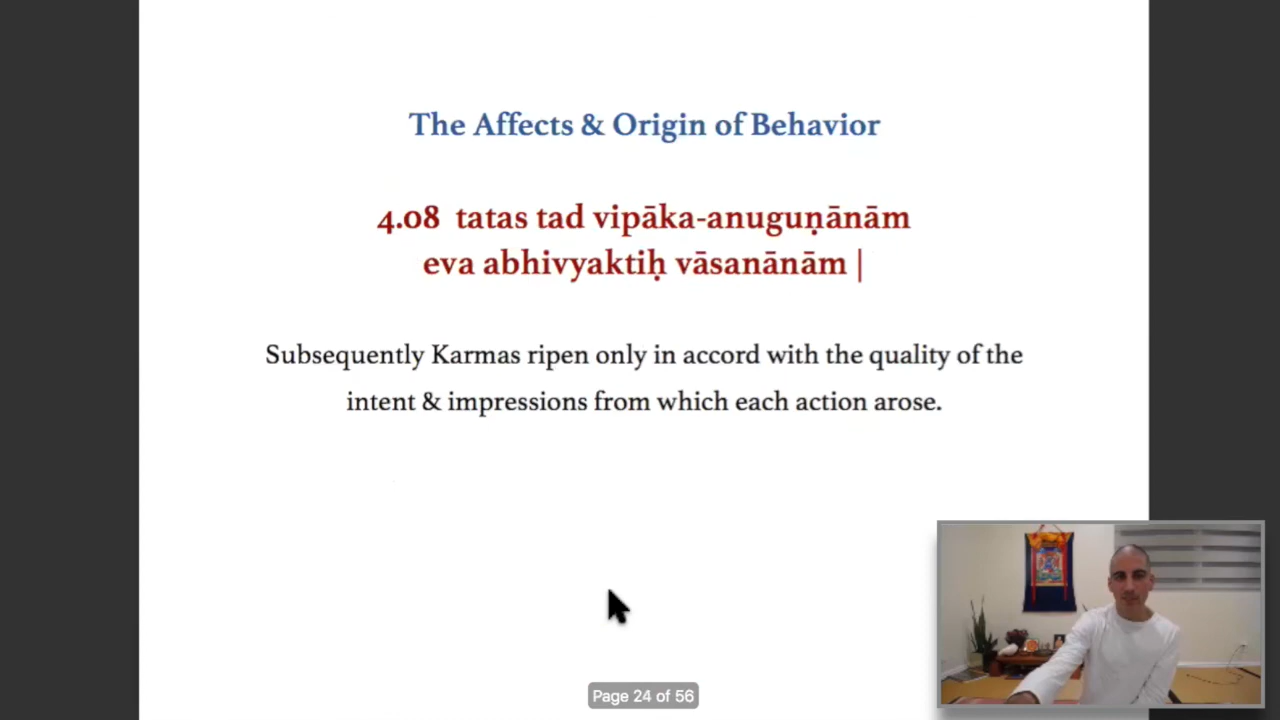 The Affects & Origin of Behavior
4.08 tatas tad vipāka-anuguṇānām
eva abhivyaktiḥ vāsanānām |
Subsequently Karmas ripen only in accord with the quality of the
intent & impressions from which each action arose.
Page 24 of 56